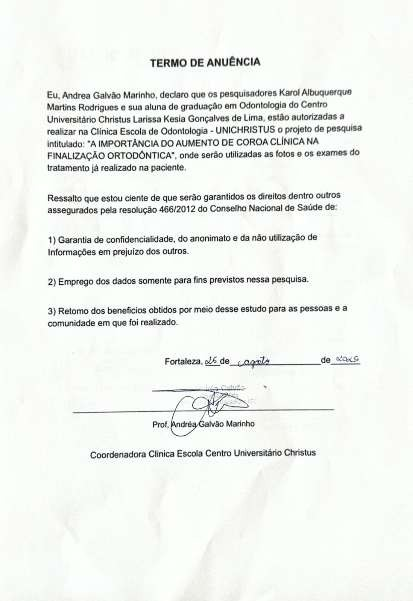 TERMO DE ANUÊNCIA
Eu, Andrea Galvão Marinho, declaro que os pesquisadores Karol Albuquerque
Martins Rodrigues e sua aluna de graduação em Odontologia do Centro
Universitário Christus Larissa Kesia Gonçalves de Lima, estão autorizadas a
realizar na Clínica Escola de Odontologia - UNICHRISTUS o projeto de pesquisa
intitulado: "A IMPORTÂNCIA DO AUMENTO DE COROA CLÍNICA NA
FINALIZAÇÃO ORTODÔNTICA", onde serão utilizadas as fotos e os exames do
tratamento já realizado na paciente.
Ressalto que estou ciente de que serão garantidos os direitos dentro outros
assegurados pela resolução 466/2012 do Conselho Nacional de Saúde de:
1) Garantia de confidencialidade, do anonimato e da não utilização de
Informações em prejuízo dos outros.
2) Emprego dos dados somente para fins previstos nessa pesquisa.
3) Retorno dos benefícios obtidos por meio desse estudo para as pessoas e a
comunidade em que foi realizado.
Fortaleza, 26 de agosto de
Prof. Andréa Galvão Marinho
Coordenadora Clínica Escola Centro Universitário Christus